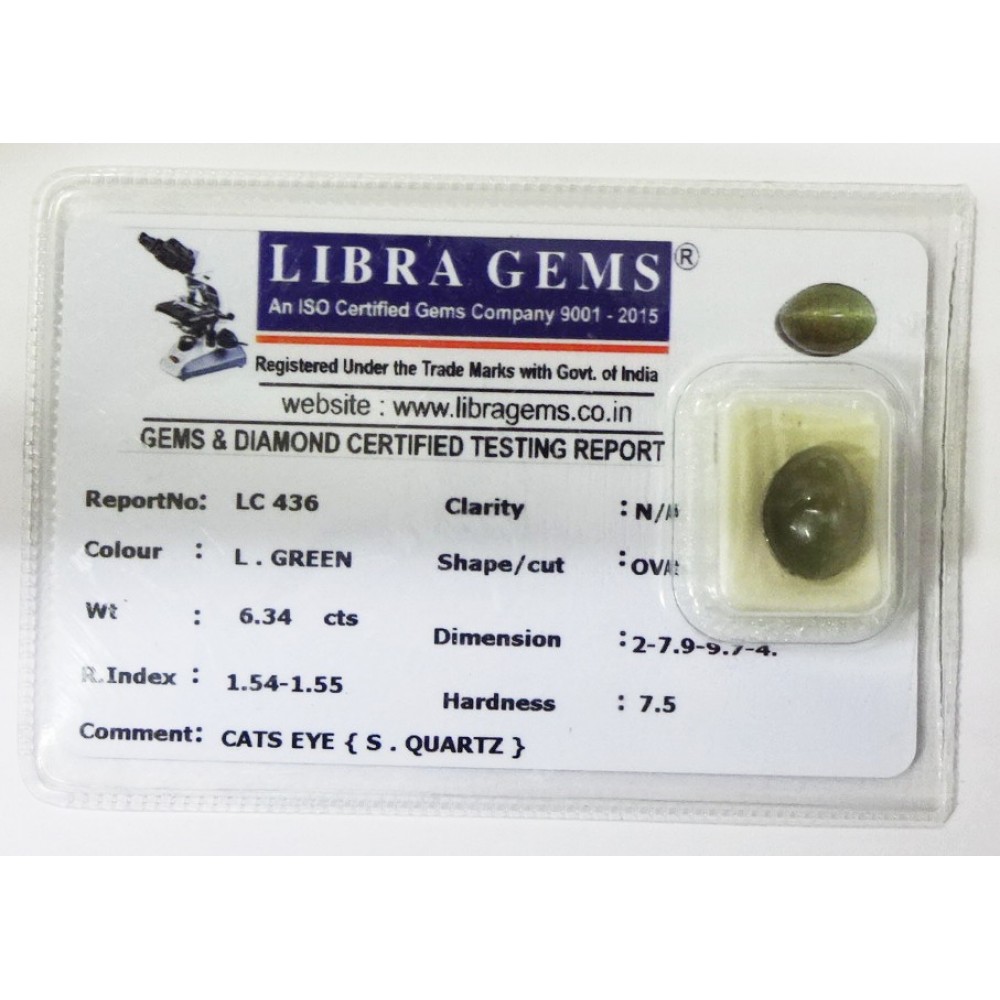 LIBRA GEMS®
An ISO Certified Gems Company 9001 - 2015
Registered Under the Trade Marks with Govt. of India
website : www.libragems.co.in
GEMS & DIAMOND CERTIFIED TESTING REPORT
ReportNo: LC 436 Clarity :
Colour : L . GREEN Shape/cut :
Wt : 6.34 cts Dimension :
R.Index : 1.54-1.55 Hardness : 7.5
Comment: CATS EYE { S . QUARTZ }